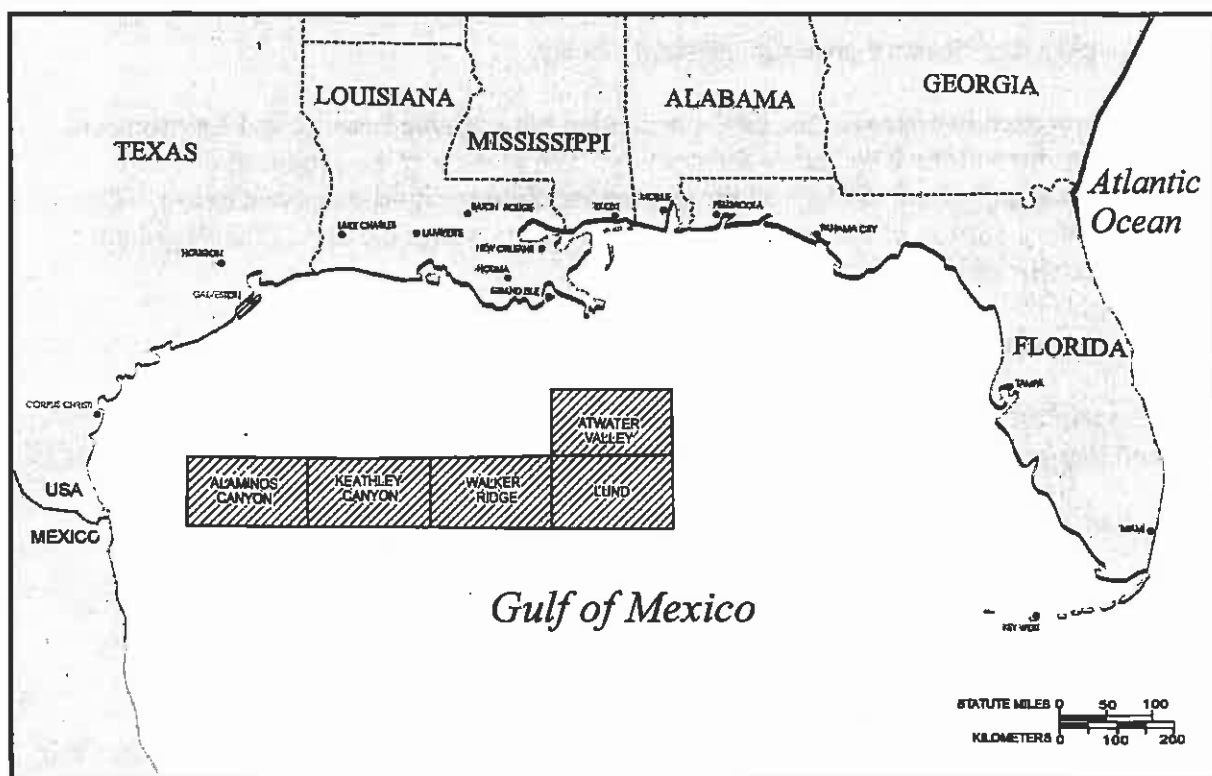 GEORGIA
LOUISIANA
ALABAMA
MISSISSIPPI
TEXAS
Atlantic
Ocean
BATON ROUGE
BILOXI
MOBILE
PENSACOLA
LAKE CHARLES
LAFAYETTE
PANAMA CITY
NEW ORLEANS
HOUSTON
HOUMA
GALVESTON
GRAND ISLE
FLORIDA
TAMPA
CORPUS CHRISTI
ATWATER
VALLEY
ALAMINOS
CANYON
KEATHLEY
CANYON
WALKER
RIDGE
LUND
USA
MEXICO
MIAMI
Gulf of Mexico
KEY WEST
STATUTE MILES 0 50 100
KILOMETERS 0 100 200